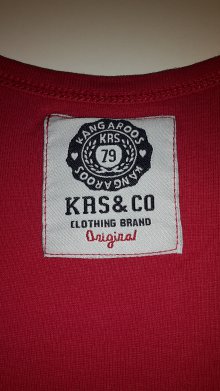 KANGAROOS
KRS
79
KANGAROOS
KRS&CO
CLOTHING BRAND
Original